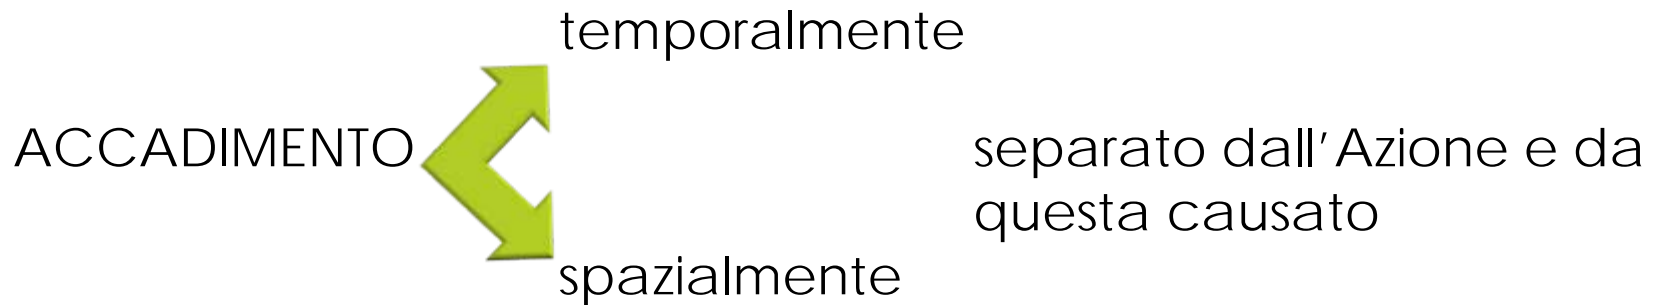 temporalmente
ACCADIMENTO
separato dall’Azione e da
questa causato
spazialmente